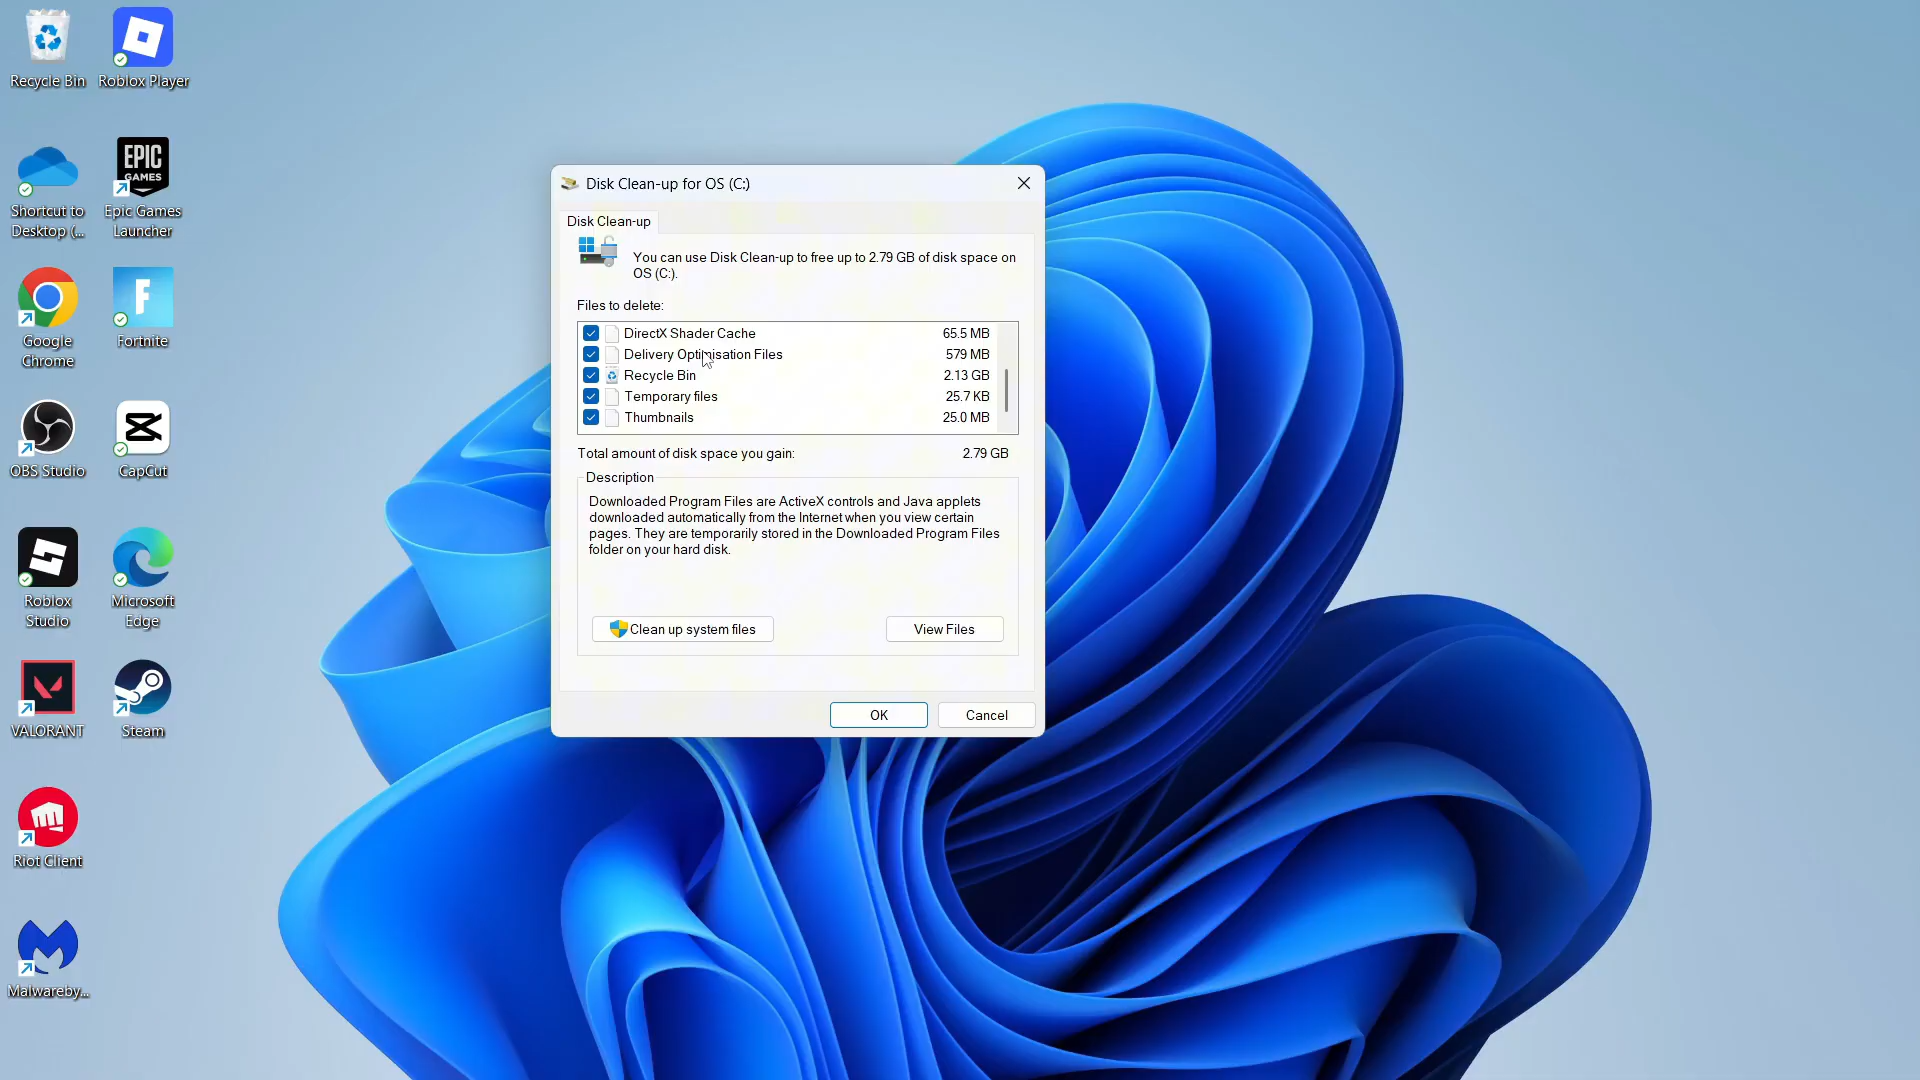 Recycle Bin
Roblox Player
EPIC
GAMES
Shortcut to
Desktop (...
Epic Games
Launcher
Google
Chrome
F
Fortnite
OBS Studio
CapCut
Roblox
Studio
Microsoft
Edge
VALORANT
Steam
Riot Client
Malwareby...
Disk Clean-up for OS (C:)
Disk Clean-up
You can use Disk Clean-up to free up to 2.79 GB of disk space on
OS (C:).
Files to delete:
DirectX Shader Cache 65.5 MB
Delivery Optimisation Files 579 MB
Recycle Bin 2.13 GB
Temporary files 25.7 KB
Thumbnails 25.0 MB
Total amount of disk space you gain: 2.79 GB
Description
Downloaded Program Files are ActiveX controls and Java applets
downloaded automatically from the Internet when you view certain
pages. They are temporarily stored in the Downloaded Program Files
folder on your hard disk.
Clean up system files
View Files
OK
Cancel